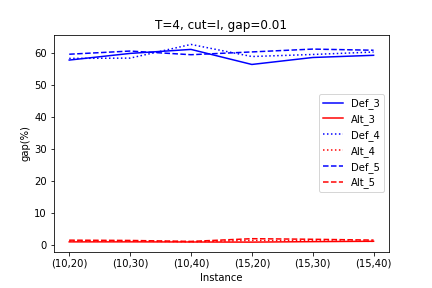 T=4, cut=I, gap=0.01
gap(%)
60
50
40
30
20
10
0
Def_3
Alt_3
Def_4
Alt_4
Def_5
Alt_5
(10,20) (10,30) (10,40) (15,20) (15,30) (15,40)
Instance